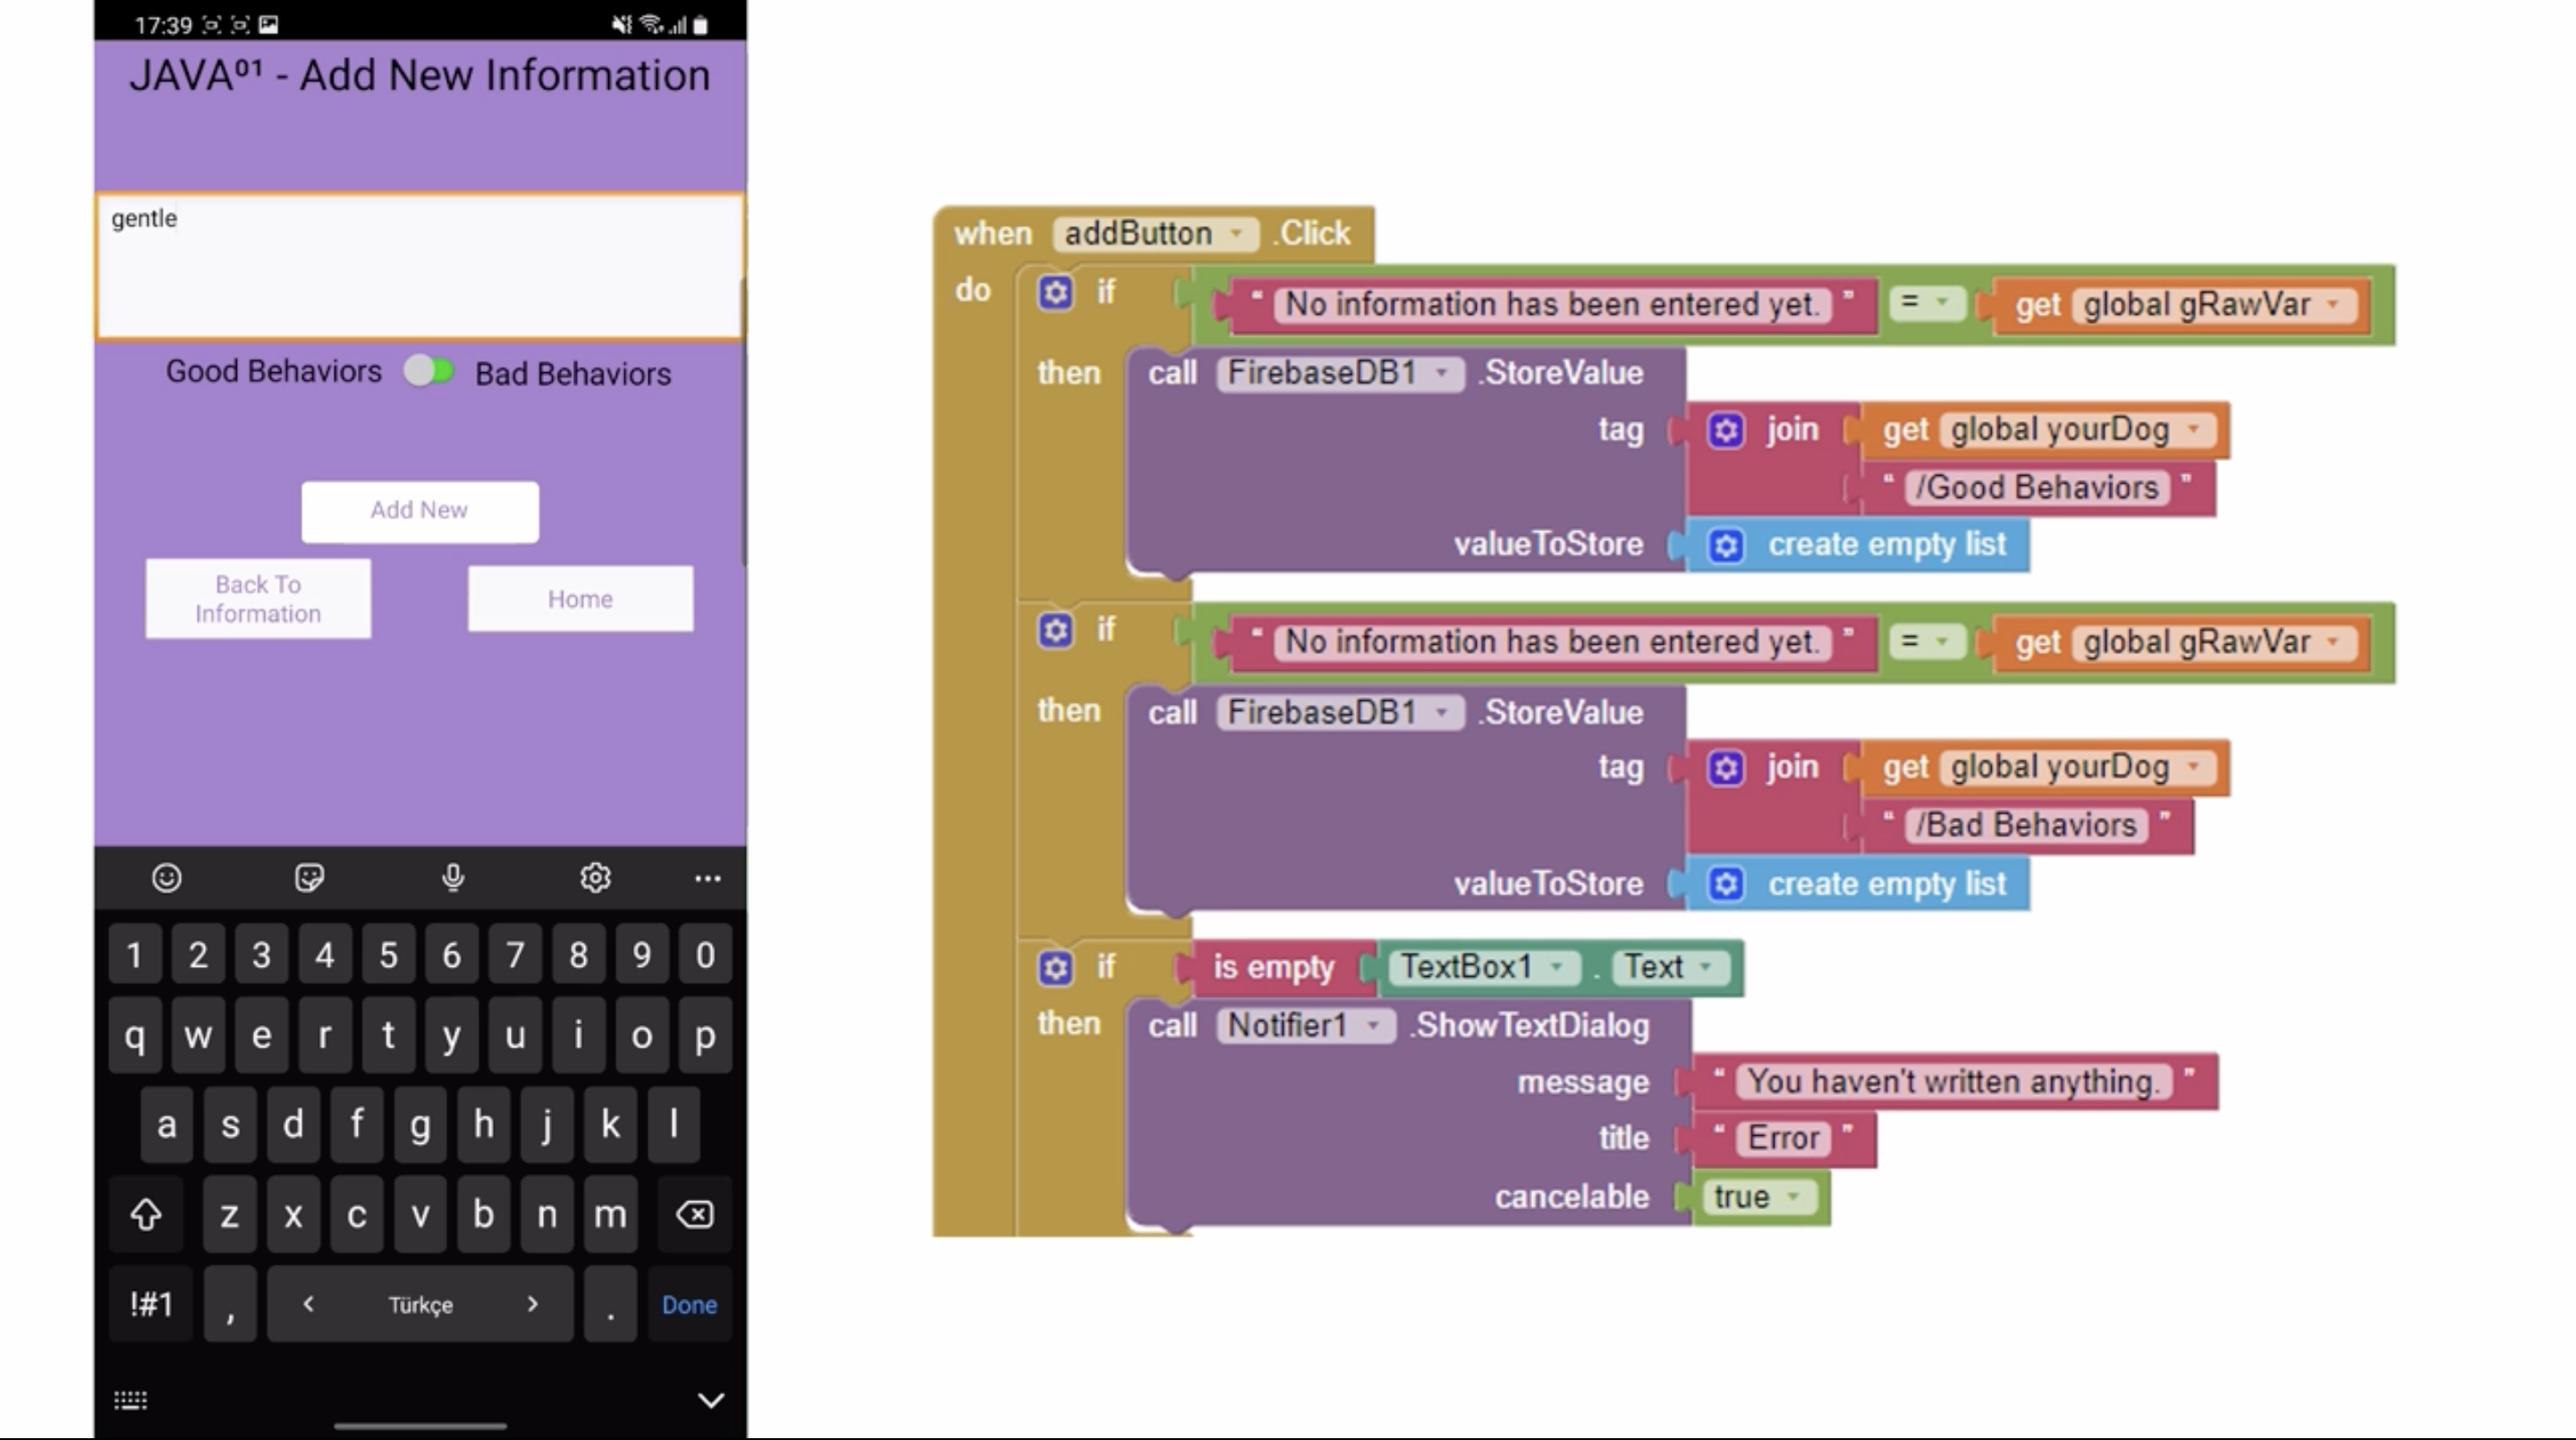 17:39
JAVA⁰¹ - Add New Information
gentle
Good Behaviors Bad Behaviors
Add New
Back To
Information
Home
1 2 3 4 5 6 7 8 9 0
q w e r t y u i o p
a s d f g h j k l
z x c v b n m
!#1 , < Türkçe > . Done
when addButton .Click
do if " No information has been entered yet. " = get global gRawVar
then call FirebaseDB1 .StoreValue
tag join get global yourDog
" /Good Behaviors "
valueToStore create empty list
if " No information has been entered yet. " = get global gRawVar
then call FirebaseDB1 .StoreValue
tag join get global yourDog
" /Bad Behaviors "
valueToStore create empty list
if is empty TextBox1 . Text
then call Notifier1 .ShowTextDialog
message " You haven't written anything. "
title " Error "
cancelable true